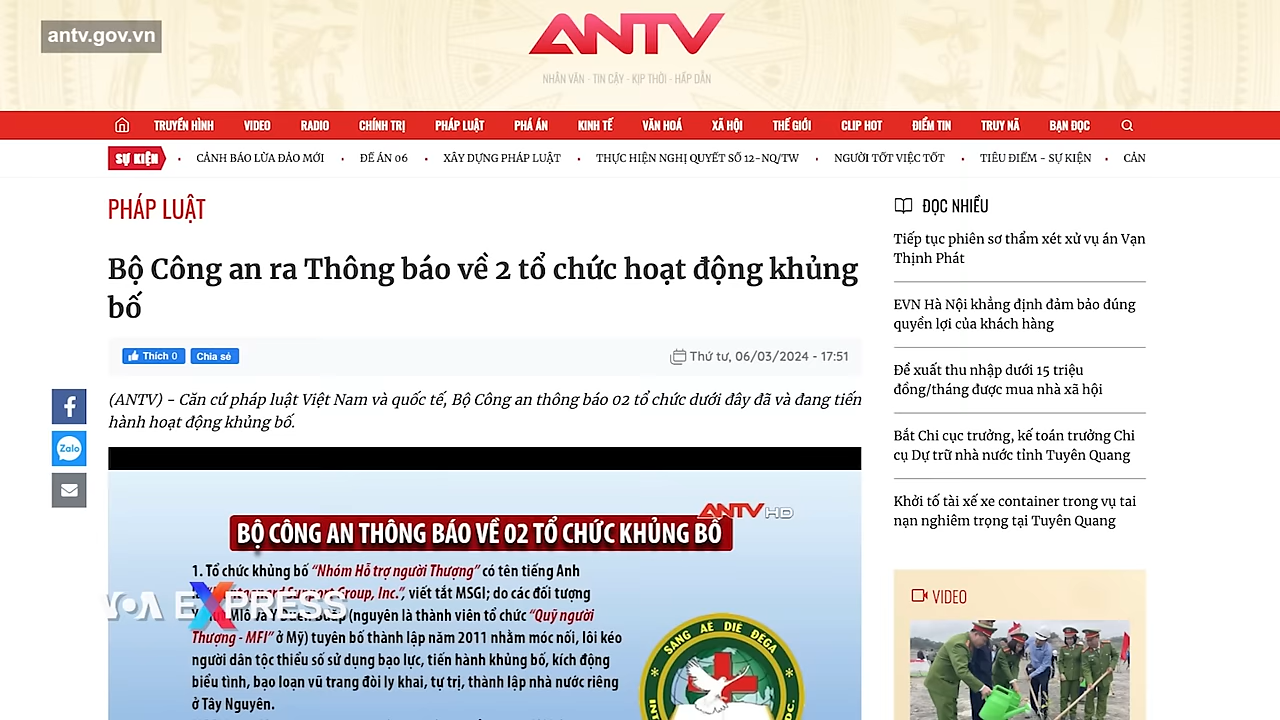 antv.gov.vn
ANTV
NHÂN VĂN - TIN CẬY - KỊP THỜI - HẤP DẪN
TRUYỀN HÌNH VIDEO RADIO CHÍNH TRỊ PHÁP LUẬT PHÁ ÁN KINH TẾ VĂN HOÁ XÃ HỘI THẾ GIỚI CLIP HOT ĐIỂM TIN TRUY NÃ BẠN ĐỌC
SỰ KIỆN • CẢNH BÁO LỪA ĐẢO MỚI • ĐỀ ÁN 06 • XÂY DỰNG PHÁP LUẬT • THỰC HIỆN NGHỊ QUYẾT SỐ 12-NQ/TW • NGƯỜI TỐT VIỆC TỐT • TIÊU ĐIỂM - SỰ KIỆN • CẢN
PHÁP LUẬT
Bộ Công an ra Thông báo về 2 tổ chức hoạt động khủng
bố
Thích 0 Chia sẻ
Thứ tư, 06/03/2024 - 17:51
(ANTV) - Căn cứ pháp luật Việt Nam và quốc tế, Bộ Công an thông báo 02 tổ chức dưới đây đã và đang tiến
hành hoạt động khủng bố.
Zalo
ANTV HD
BỘ CÔNG AN THÔNG BÁO VỀ 02 TỔ CHỨC KHỦNG BỐ
1. Tổ chức khủng bố "Nhóm Hỗ trợ người Thượng" có tên tiếng Anh
Support Group, Inc.", viết tắt MSGI; do các đối tượng
(nguyên là thành viên tổ chức "Quỹ người
Thượng - MFI" ở Mỹ) tuyên bố thành lập năm 2011 nhằm móc nối, lôi kéo
người dân tộc thiểu số sử dụng bạo lực, tiến hành khủng bố, kích động
biểu tình, bạo loạn vũ trang đòi ly khai, tự trị, thành lập nhà nước riêng
ở Tây Nguyên.
VOA EXPRESS
SANG AÊ DIÊ ĐÊGA
ĐỌC NHIỀU
Tiếp tục phiên sơ thẩm xét xử vụ án Vạn
Thịnh Phát
EVN Hà Nội khẳng định đảm bảo đúng
quyền lợi của khách hàng
Đề xuất thu nhập dưới 15 triệu
đồng/tháng được mua nhà xã hội
Bắt Chi cục trưởng, kế toán trưởng Chi
cụ Dự trữ nhà nước tỉnh Tuyên Quang
Khởi tố tài xế xe container trong vụ tai
nạn nghiêm trọng tại Tuyên Quang
VIDEO